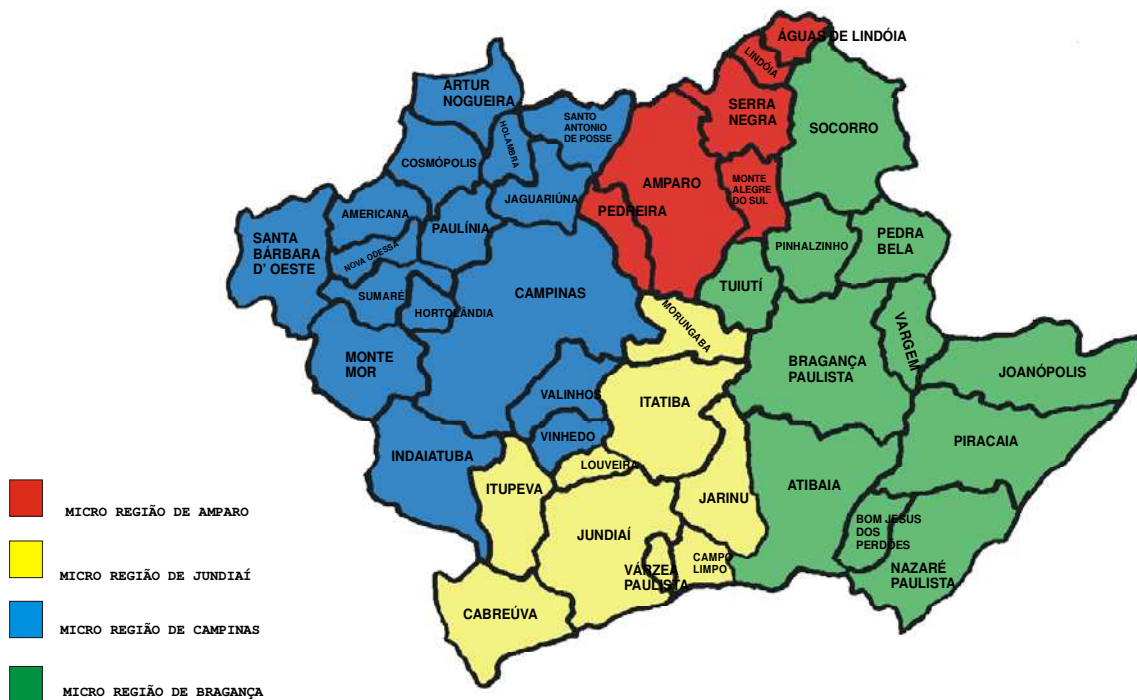 ÁGUAS DE LINDÓIA
LINDÓIA
ARTUR
NOGUEIRA
SERRA
NEGRA
SANTO
ANTONIO
DE POSSE
HOLAMBRA
SOCORRO
COSMÓPOLIS
AMPARO
MONTE
ALEGRE
DO SUL
JAGUARIÚNA
PEDREIRA
AMERICANA
PAULÍNIA
SANTA
BÁRBARA
D' OESTE
NOVA ODESSA
PINHALZINHO
PEDRA
BELA
TUIUTÍ
SUMARÉ
HORTOLÂNDIA
CAMPINAS
MORUNGABA
VARGEM
MONTE
MOR
BRAGANÇA
PAULISTA
JOANÓPOLIS
VALINHOS
ITATIBA
VINHEDO
PIRACAIA
INDAIATUBA
LOUVEIRA
ITUPEVA
JARINU
ATIBAIA
JUNDIAÍ
BOM JESUS
DOS
PERDÕES
CAMPO
LIMPO
VÁRZEA
PAULISTA
NAZARÉ
PAULISTA
CABREÚVA
MICRO REGIÃO DE AMPARO
MICRO REGIÃO DE JUNDIAÍ
MICRO REGIÃO DE CAMPINAS
MICRO REGIÃO DE BRAGANÇA